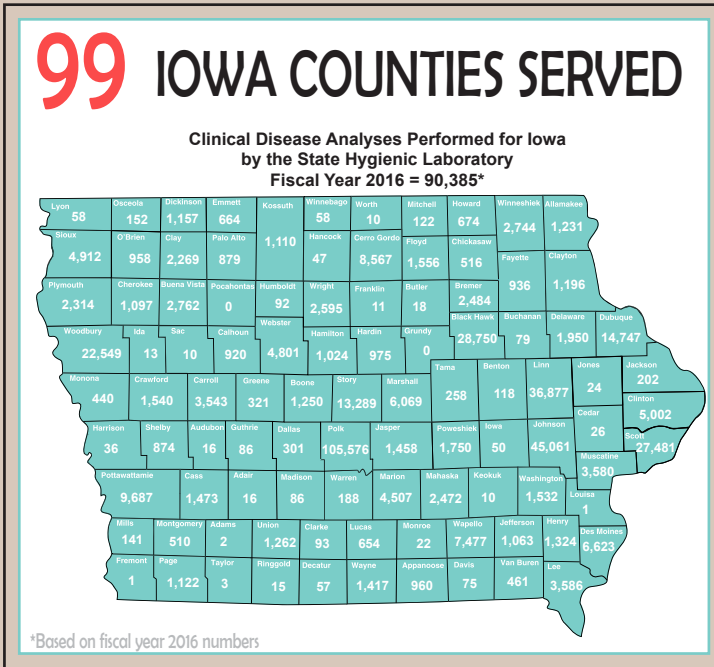 99 IOWA COUNTIES SERVED
Clinical Disease Analyses Performed for Iowa
by the State Hygienic Laboratory
Fiscal Year 2016 = 90,385*
Lyon 58
Osceola 152
Dickinson 1,157
Emmett 664
Kossuth 1,110
Winnebago 58
Worth 10
Mitchell 122
Howard 674
Winneshiek 2,744
Allamakee 1,231
Sioux 4,912
O'Brien 958
Clay 2,269
Palo Alto 879
Hancock 47
Cerro Gordo 8,567
Floyd 1,556
Chickasaw 516
Fayette 936
Clayton 1,196
Plymouth 2,314
Cherokee 1,097
Buena Vista 2,762
Pocahontas 0
Humboldt 92
Wright 2,595
Franklin 11
Butler 18
Bremer 2,484
Woodbury 22,549
Ida 13
Sac 10
Calhoun 920
Webster 4,801
Hamilton 1,024
Hardin 975
Grundy 0
Black Hawk 28,750
Buchanan 79
Delaware 1,950
Dubuque 14,747
Monona 440
Crawford 1,540
Carroll 3,543
Greene 321
Boone 1,250
Story 13,289
Marshall 6,069
Tama 258
Benton 118
Linn 36,877
Jones 24
Jackson 202
Clinton 5,002
Harrison 36
Shelby 874
Audubon 16
Guthrie 86
Dallas 301
Polk 105,576
Jasper 1,458
Poweshiek 1,750
Iowa 50
Johnson 45,061
Cedar 26
Scott 27,481
Muscatine 3,580
Pottawattamie 9,687
Cass 1,473
Adair 16
Madison 86
Warren 188
Marion 4,507
Mahaska 2,472
Keokuk 10
Washington 1,532
Louisa 1
Mills 141
Montgomery 510
Adams 2
Union 1,262
Clarke 93
Lucas 654
Monroe 22
Wapello 7,477
Jefferson 1,063
Henry 1,324
Des Moines 6,623
Fremont 1
Page 1,122
Taylor 3
Ringgold 15
Decatur 57
Wayne 1,417
Appanoose 960
Davis 75
Van Buren 461
Lee 3,586
*Based on fiscal year 2016 numbers